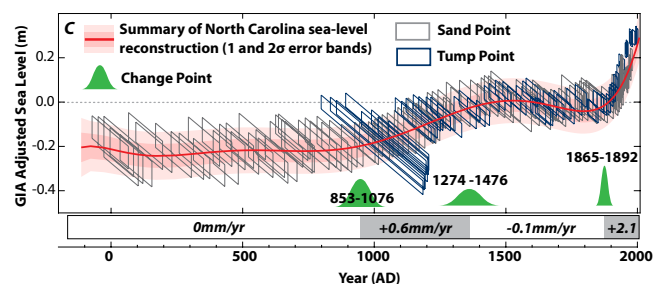 C
Summary of North Carolina sea-level
reconstruction (1 and 2σ error bands)
Change Point
Sand Point
Tump Point
GIA Adjusted Sea Level (m)
0.2
0.0
-0.2
-0.4
853-1076
1274 -1476
1865-1892
0mm/yr
+0.6mm/yr
-0.1mm/yr
+2.1
0
500
1000
1500
2000
Year (AD)